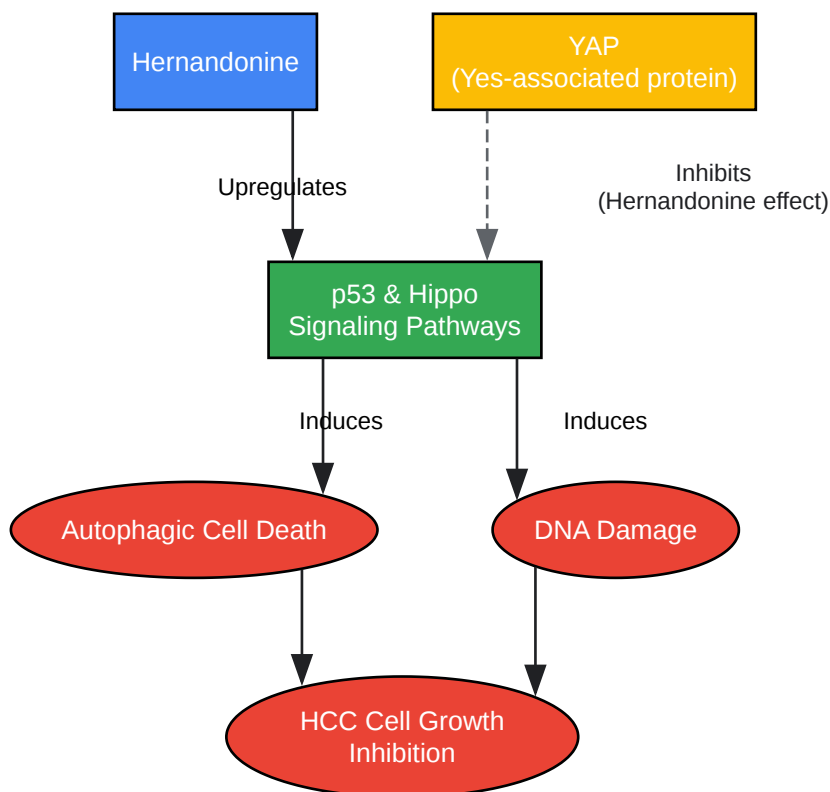 Hernandonine
YAP
(Yes-associated protein)
Upregulates
Inhibits
(Hernandonine effect)
p53 & Hippo
Signaling Pathways
Induces
Induces
Autophagic Cell Death
DNA Damage
HCC Cell Growth
Inhibition